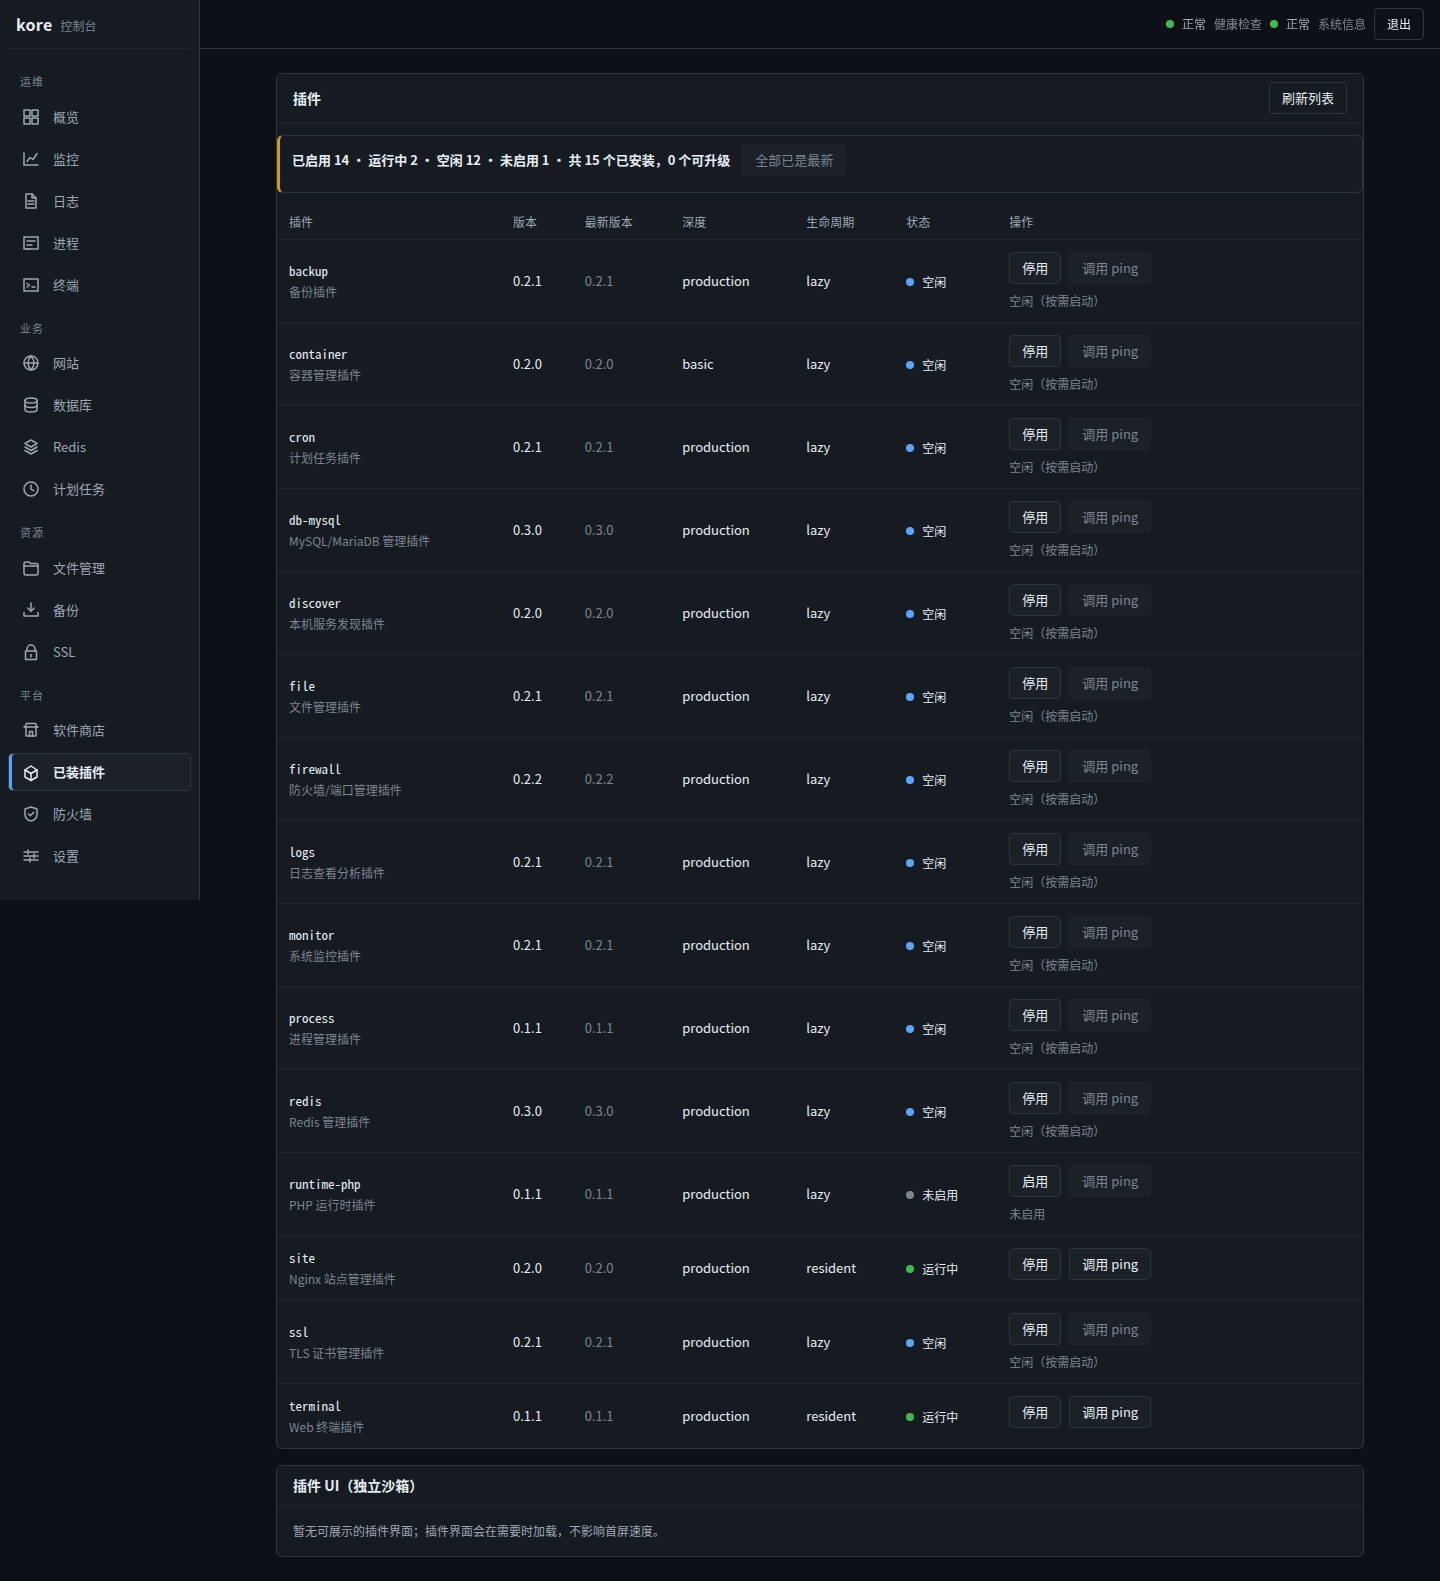 kore 控制台
正常 健康检查 正常 系统信息 退出
运维
概览
监控
日志
进程
终端
业务
网站
数据库
Redis
计划任务
资源
文件管理
备份
SSL
平台
软件商店
已装插件
防火墙
设置
插件 刷新列表
已启用 14 · 运行中 2 · 空闲 12 · 未启用 1 · 共 15 个已安装，0 个可升级 全部已是最新
插件 版本 最新版本 深度 生命周期 状态 操作
backup 0.2.1 0.2.1 production lazy 空闲 停用 调用 ping
备份插件 空闲（按需启动）
container 0.2.0 0.2.0 basic lazy 空闲 停用 调用 ping
容器管理插件 空闲（按需启动）
cron 0.2.1 0.2.1 production lazy 空闲 停用 调用 ping
计划任务插件 空闲（按需启动）
db-mysql 0.3.0 0.3.0 production lazy 空闲 停用 调用 ping
MySQL/MariaDB 管理插件 空闲（按需启动）
discover 0.2.0 0.2.0 production lazy 空闲 停用 调用 ping
本机服务发现插件 空闲（按需启动）
file 0.2.1 0.2.1 production lazy 空闲 停用 调用 ping
文件管理插件 空闲（按需启动）
firewall 0.2.2 0.2.2 production lazy 空闲 停用 调用 ping
防火墙/端口管理插件 空闲（按需启动）
logs 0.2.1 0.2.1 production lazy 空闲 停用 调用 ping
日志查看分析插件 空闲（按需启动）
monitor 0.2.1 0.2.1 production lazy 空闲 停用 调用 ping
系统监控插件 空闲（按需启动）
process 0.1.1 0.1.1 production lazy 空闲 停用 调用 ping
进程管理插件 空闲（按需启动）
redis 0.3.0 0.3.0 production lazy 空闲 停用 调用 ping
Redis 管理插件 空闲（按需启动）
runtime-php 0.1.1 0.1.1 production lazy 未启用 启用 调用 ping
PHP 运行时插件 未启用
site 0.2.0 0.2.0 production resident 运行中 停用 调用 ping
Nginx 站点管理插件
ssl 0.2.1 0.2.1 production lazy 空闲 停用 调用 ping
TLS 证书管理插件 空闲（按需启动）
terminal 0.1.1 0.1.1 production resident 运行中 停用 调用 ping
Web 终端插件
插件 UI（独立沙箱）
暂无可展示的插件界面；插件界面会在需要时加载，不影响首屏速度。